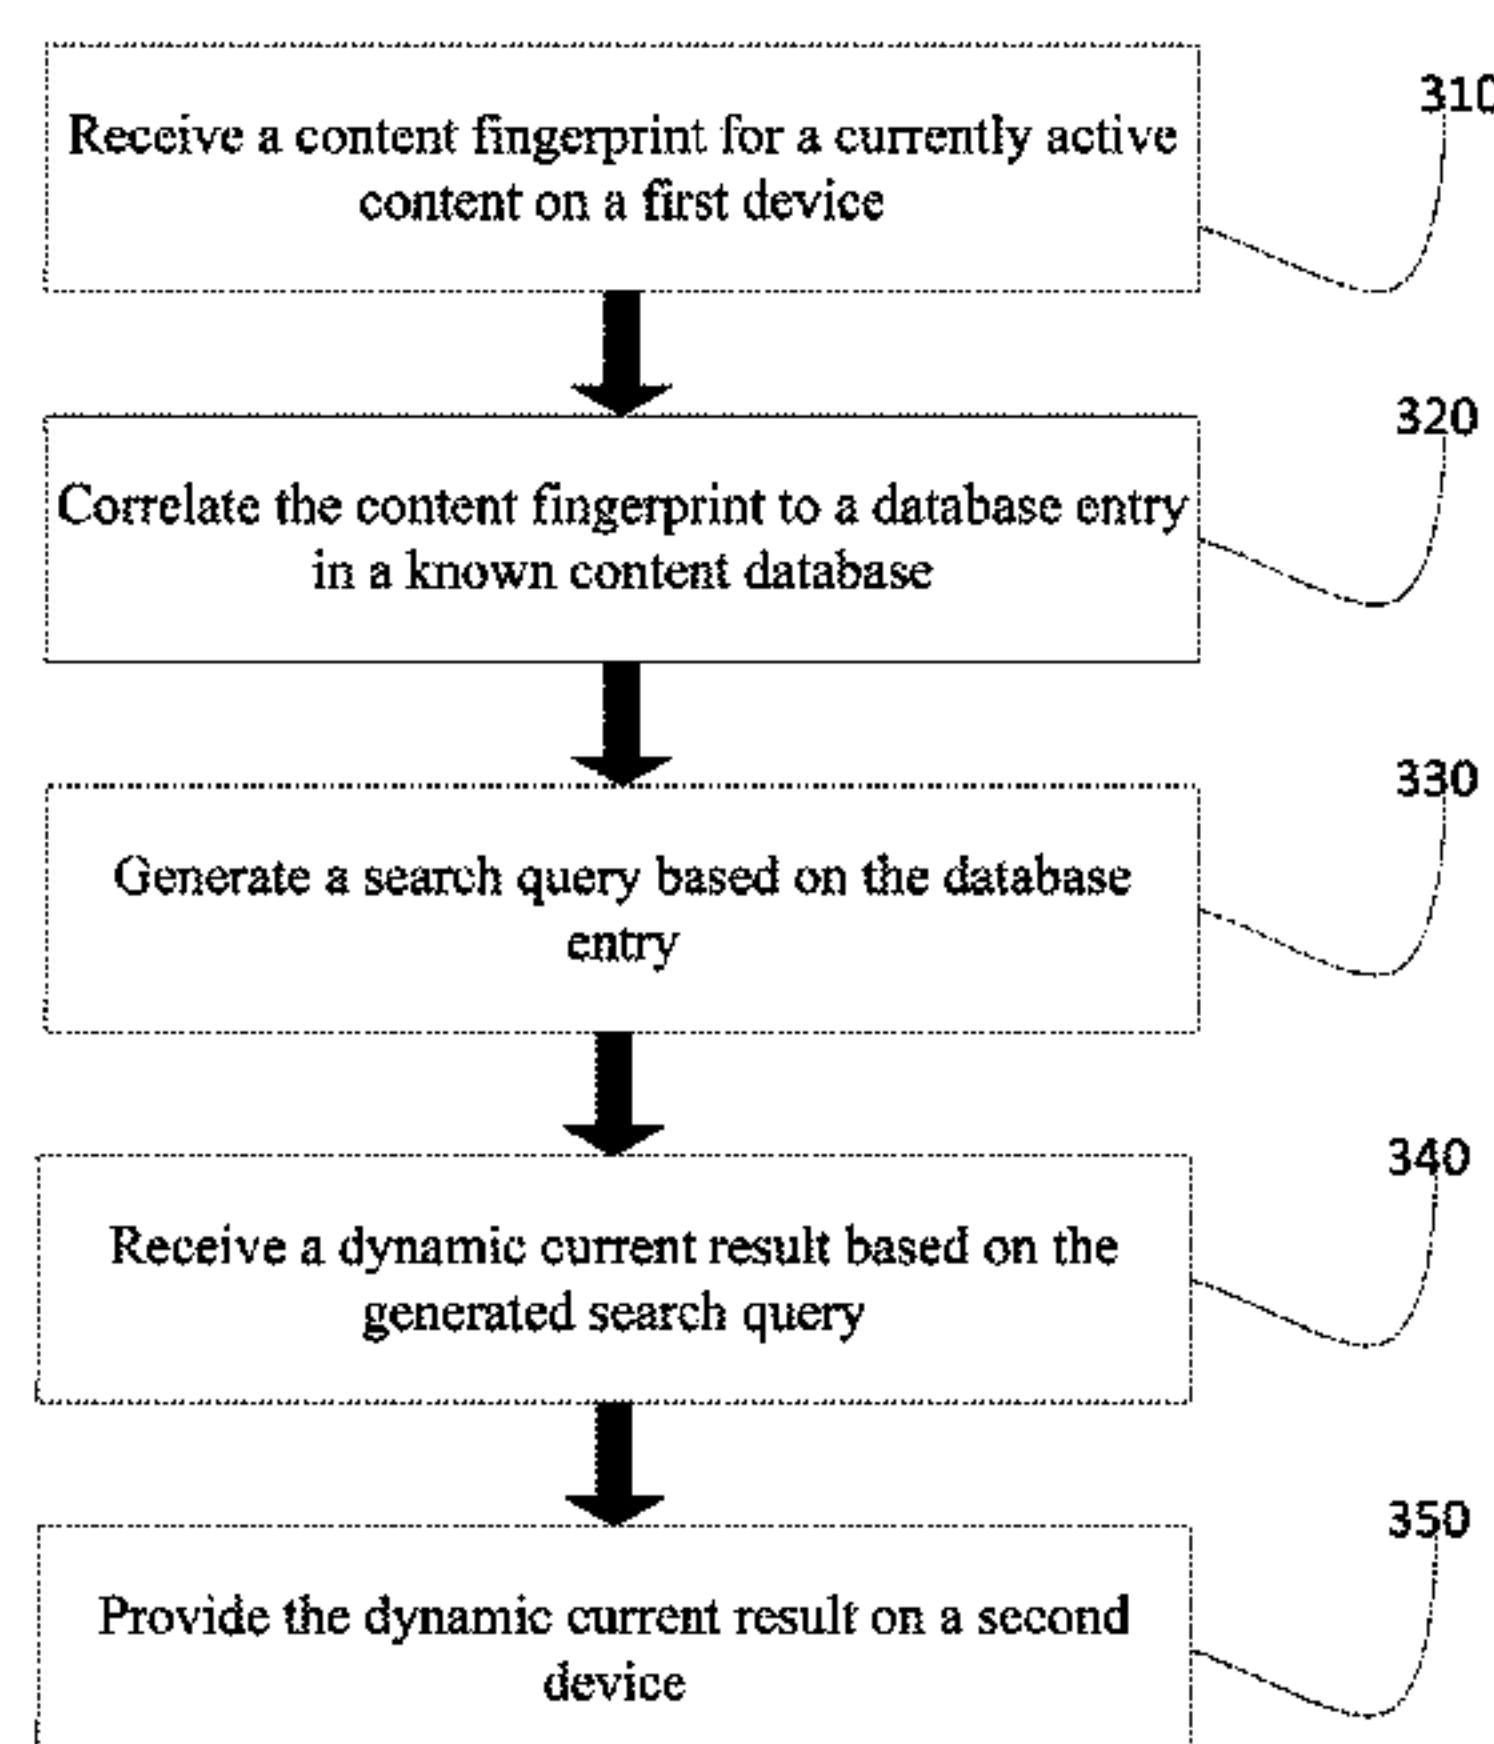 310
Receive a content fingerprint for a currently active
content on a first device
320
Correlate the content fingerprint to a database entry
in a known content database
330
Generate a search query based on the database
entry
340
Receive a dynamic current result based on the
generated search query
350
Provide the dynamic current result on a second
device